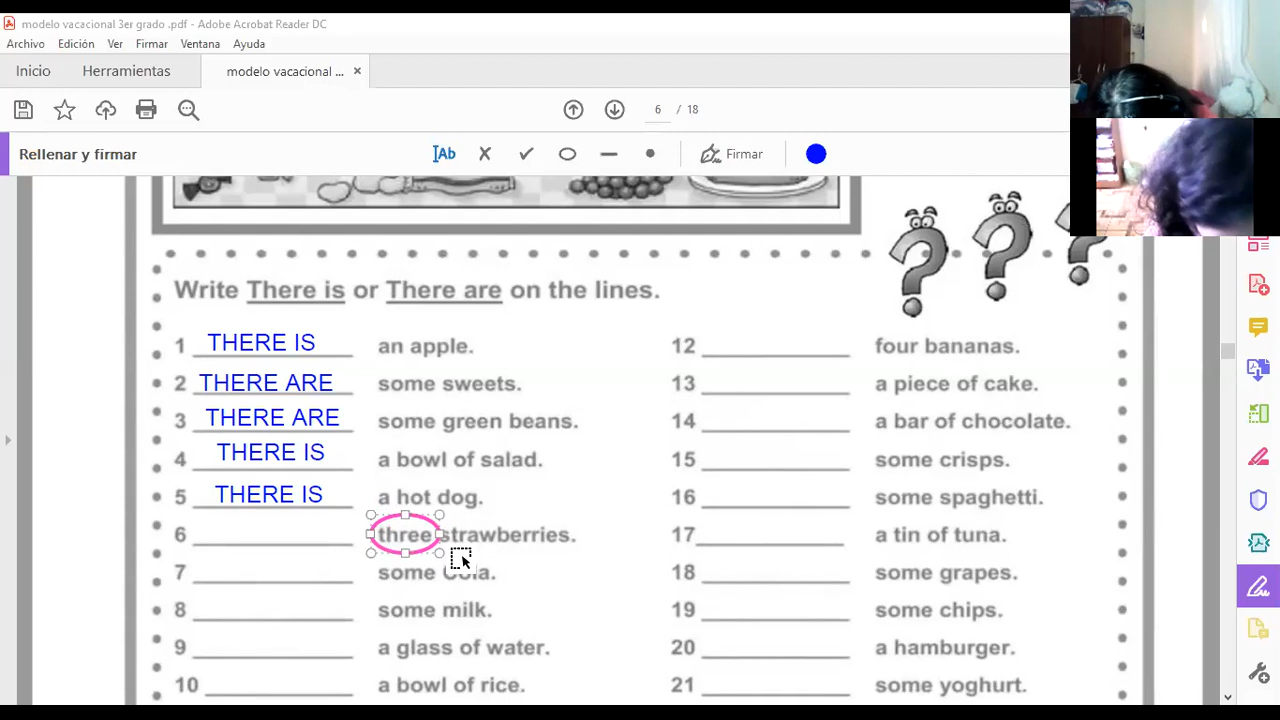 modelo vacacional 3er grado .pdf - Adobe Acrobat Reader DC
Archivo Edición Ver Firmar Ventana Ayuda
Inicio Herramientas modelo vacacional ... ×
6 / 18
Rellenar y firmar Ab Firmar
Write There is or There are on the lines.
1 THERE IS an apple.
2 THERE ARE some sweets.
3 THERE ARE some green beans.
4 THERE IS a bowl of salad.
5 THERE IS a hot dog.
6 three strawberries.
7 some Cola.
8 some milk.
9 a glass of water.
10 a bowl of rice.
12 four bananas.
13 a piece of cake.
14 a bar of chocolate.
15 some crisps.
16 some spaghetti.
17 a tin of tuna.
18 some grapes.
19 some chips.
20 a hamburger.
21 some yoghurt.